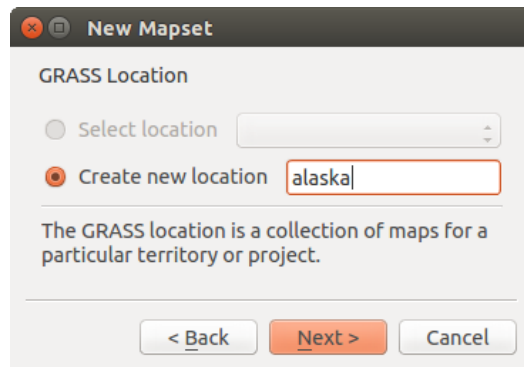 New Mapset
GRASS Location
Select location
Create new location alaska
The GRASS location is a collection of maps for a
particular territory or project.
< Back Next > Cancel